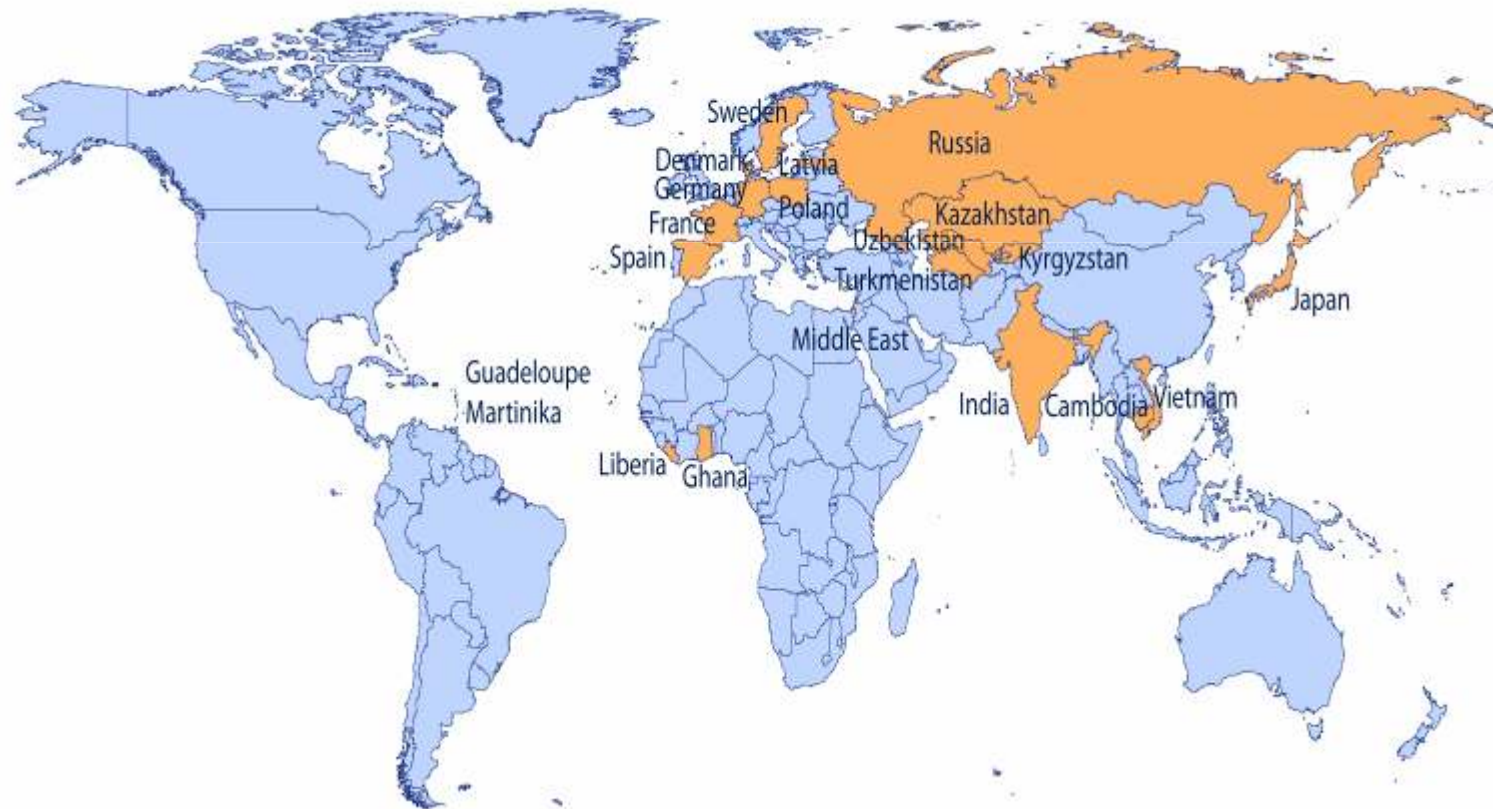 Sweden
Russia
Denmark
Latvia
Germany
Poland
France
Kazakhstan
Uzbekistan
Spain
Kyrgyzstan
Turkmenistan
Japan
Middle East
Guadeloupe
Martinika
India
Cambodia
Vietnam
Liberia
Ghana